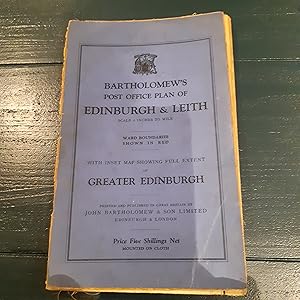 BARTHOLOMEW'S
POST OFFICE PLAN OF
EDINBURGH & LEITH
SCALE 6 INCHES TO MILE
WARD BOUNDARIES
SHOWN IN RED
WITH INSET MAP SHOWING FULL EXTENT
OF
GREATER EDINBURGH
PRINTED AND PUBLISHED IN GREAT BRITAIN BY
JOHN BARTHOLOMEW & SON LIMITED
EDINBURGH & LONDON
Price Five Shillings Net
MOUNTED ON CLOTH